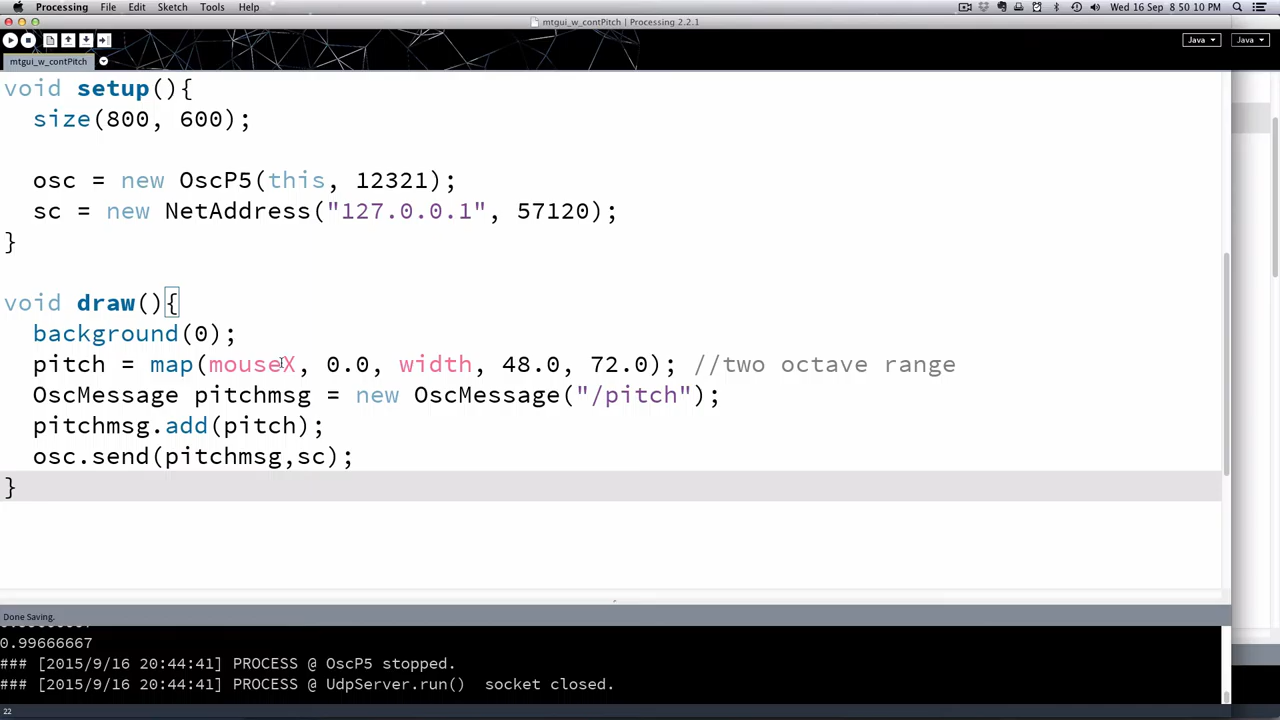 Processing File Edit Sketch Tools Help Wed 16 Sep 8 50 10 PM
mtgui_w_contPitch | Processing 2.2.1
Java Java
mtgui_w_contPitch
void setup(){
size(800, 600);
osc = new OscP5(this, 12321);
sc = new NetAddress("127.0.0.1", 57120);
}
void draw(){
background(0);
pitch = map(mouseX, 0.0, width, 48.0, 72.0); //two octave range
OscMessage pitchmsg = new OscMessage("/pitch");
pitchmsg.add(pitch);
osc.send(pitchmsg,sc);
}
Done Saving.
0.99666667
### [2015/9/16 20:44:41] PROCESS @ OscP5 stopped.
### [2015/9/16 20:44:41] PROCESS @ UdpServer.run() socket closed.
22